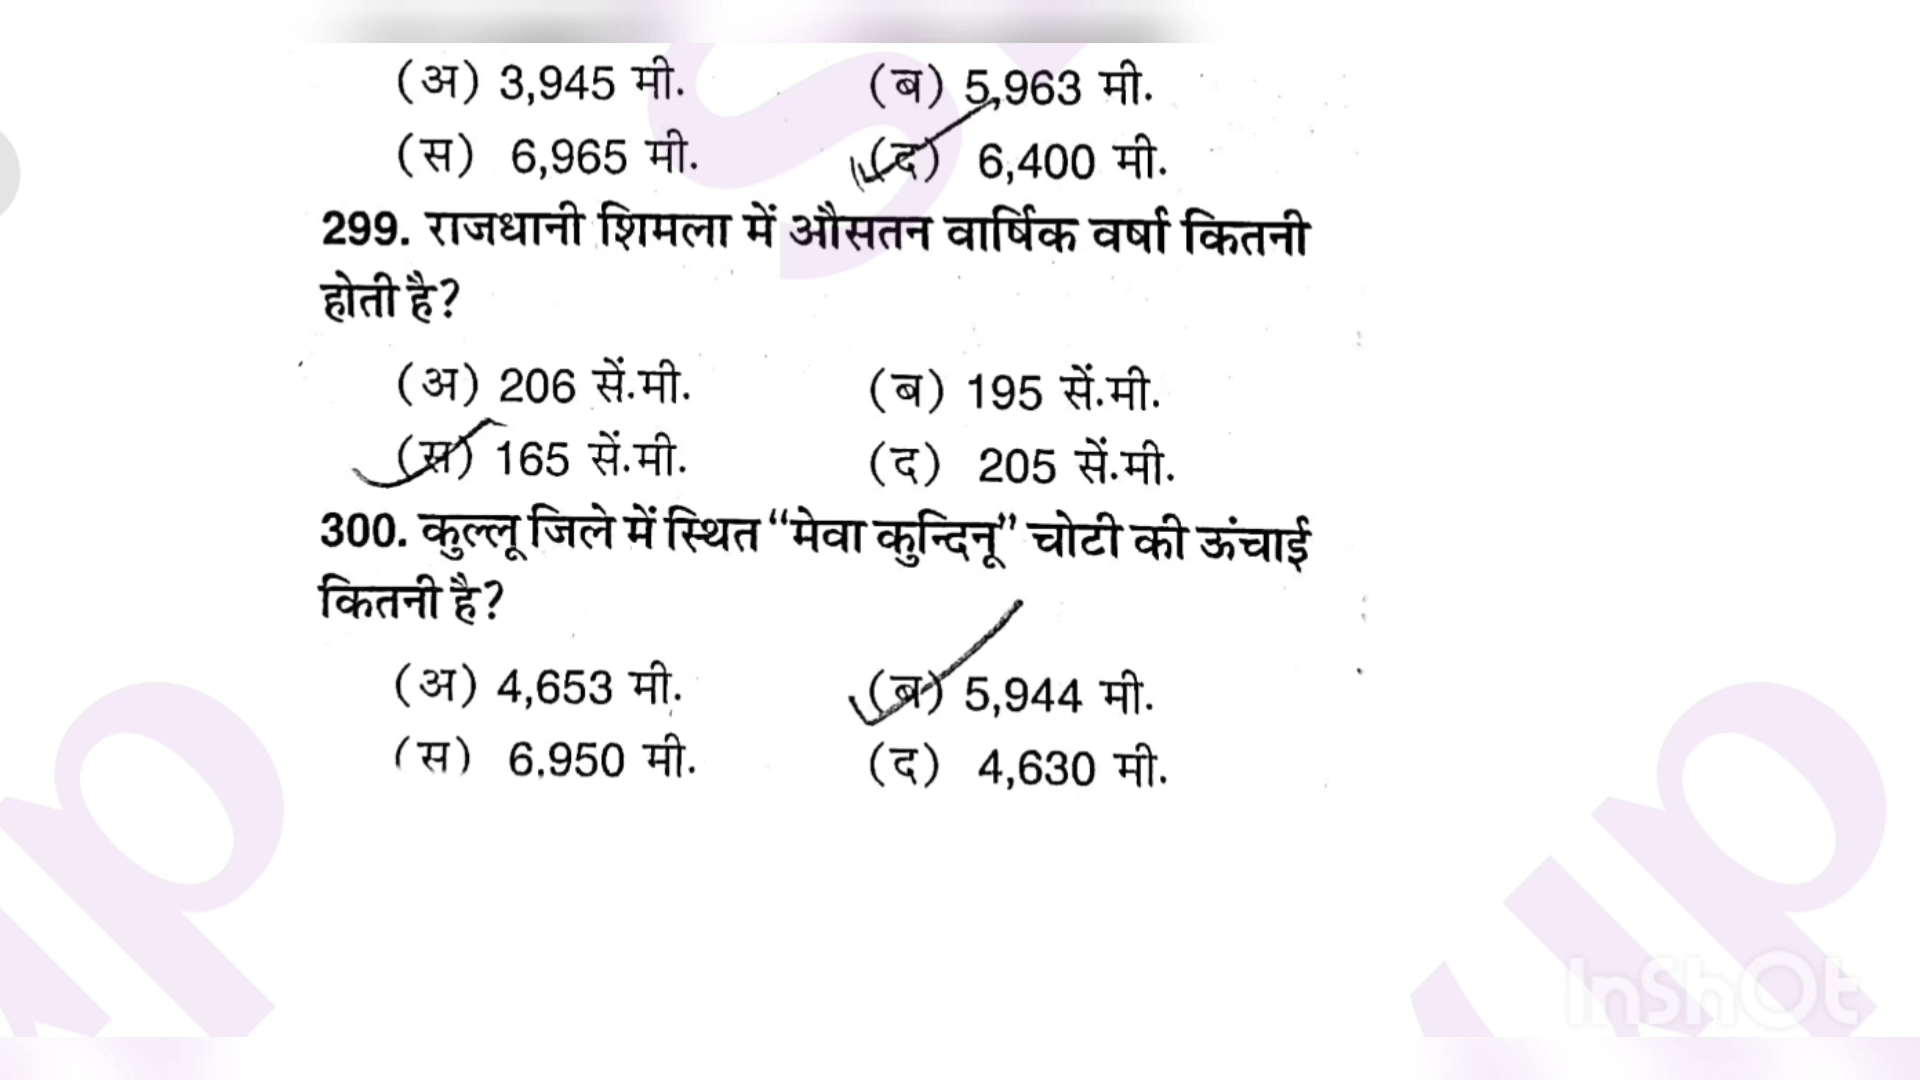 (अ) 3,945 मी. (ब) 5,963 मी.
(स) 6,965 मी. (द) 6,400 मी.
299. राजधानी शिमला में औसतन वार्षिक वर्षा कितनी
होती है?
(अ) 206 सें.मी. (ब) 195 सें.मी.
(स) 165 सें.मी. (द) 205 सें.मी.
300. कुल्लू जिले में स्थित “मेवा कुन्दिनू” चोटी की ऊंचाई
कितनी है?
(अ) 4,653 मी. (ब) 5,944 मी.
(स) 6.950 मी. (द) 4,630 मी.
InShOt